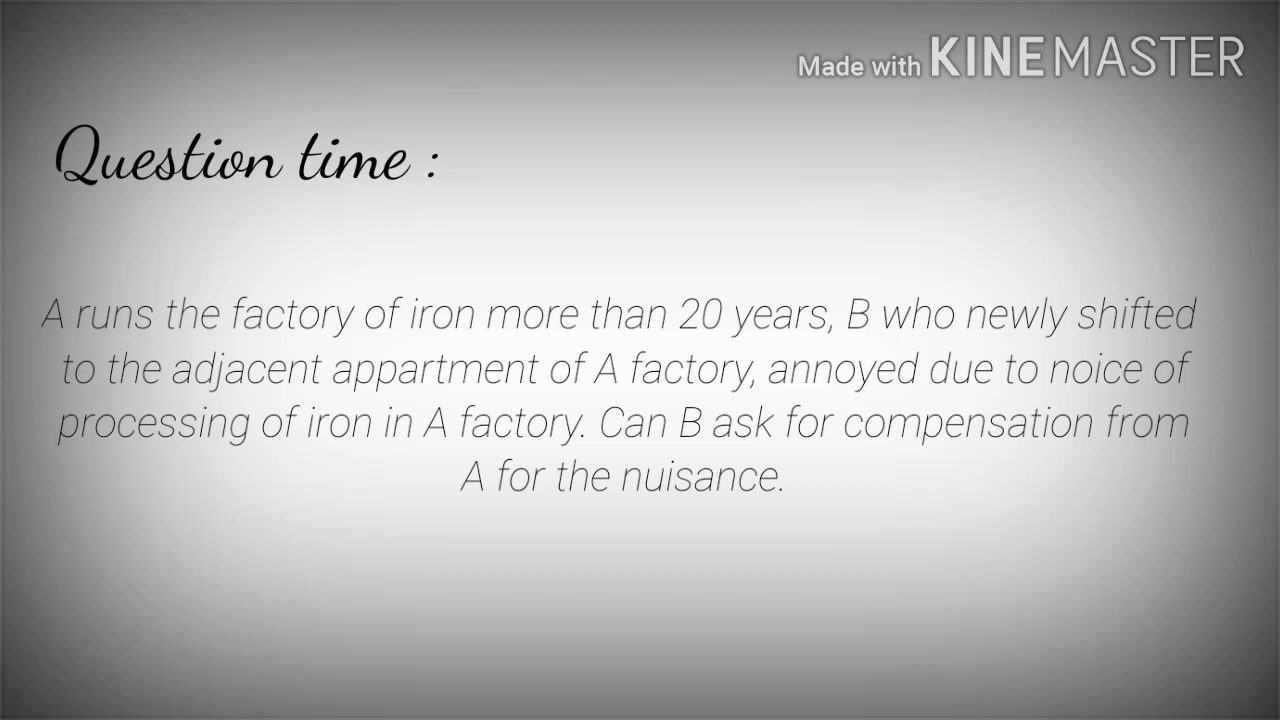 Made with KINEMASTER
Question time :
A runs the factory of iron more than 20 years, B who newly shifted
to the adjacent appartment of A factory, annoyed due to noice of
processing of iron in A factory. Can B ask for compensation from
A for the nuisance.